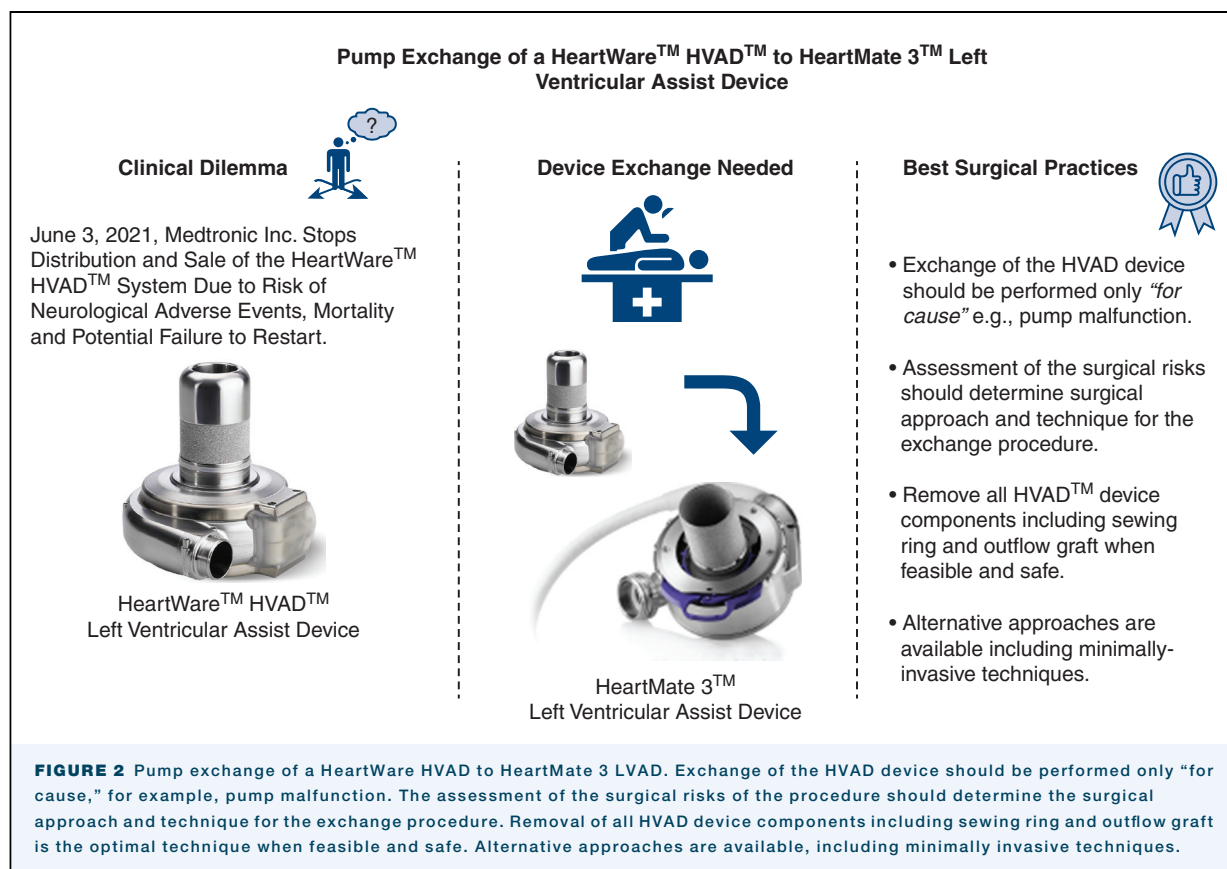 Pump Exchange of a HeartWare™ HVAD™ to HeartMate 3™ Left
Ventricular Assist Device
?
Clinical Dilemma
June 3, 2021, Medtronic Inc. Stops
Distribution and Sale of the HeartWare™
HVAD™ System Due to Risk of
Neurological Adverse Events, Mortality
and Potential Failure to Restart.
HeartWare™ HVAD™
Left Ventricular Assist Device
Device Exchange Needed
HeartMate 3™
Left Ventricular Assist Device
Best Surgical Practices
• Exchange of the HVAD device
should be performed only “for
cause” e.g., pump malfunction.
• Assessment of the surgical risks
should determine surgical
approach and technique for the
exchange procedure.
• Remove all HVAD™ device
components including sewing
ring and outflow graft when
feasible and safe.
• Alternative approaches are
available including minimally-
invasive techniques.
FIGURE 2 Pump exchange of a HeartWare HVAD to HeartMate 3 LVAD. Exchange of the HVAD device should be performed only “for
cause,” for example, pump malfunction. The assessment of the surgical risks of the procedure should determine the surgical
approach and technique for the exchange procedure. Removal of all HVAD device components including sewing ring and outflow graft
is the optimal technique when feasible and safe. Alternative approaches are available, including minimally invasive techniques.